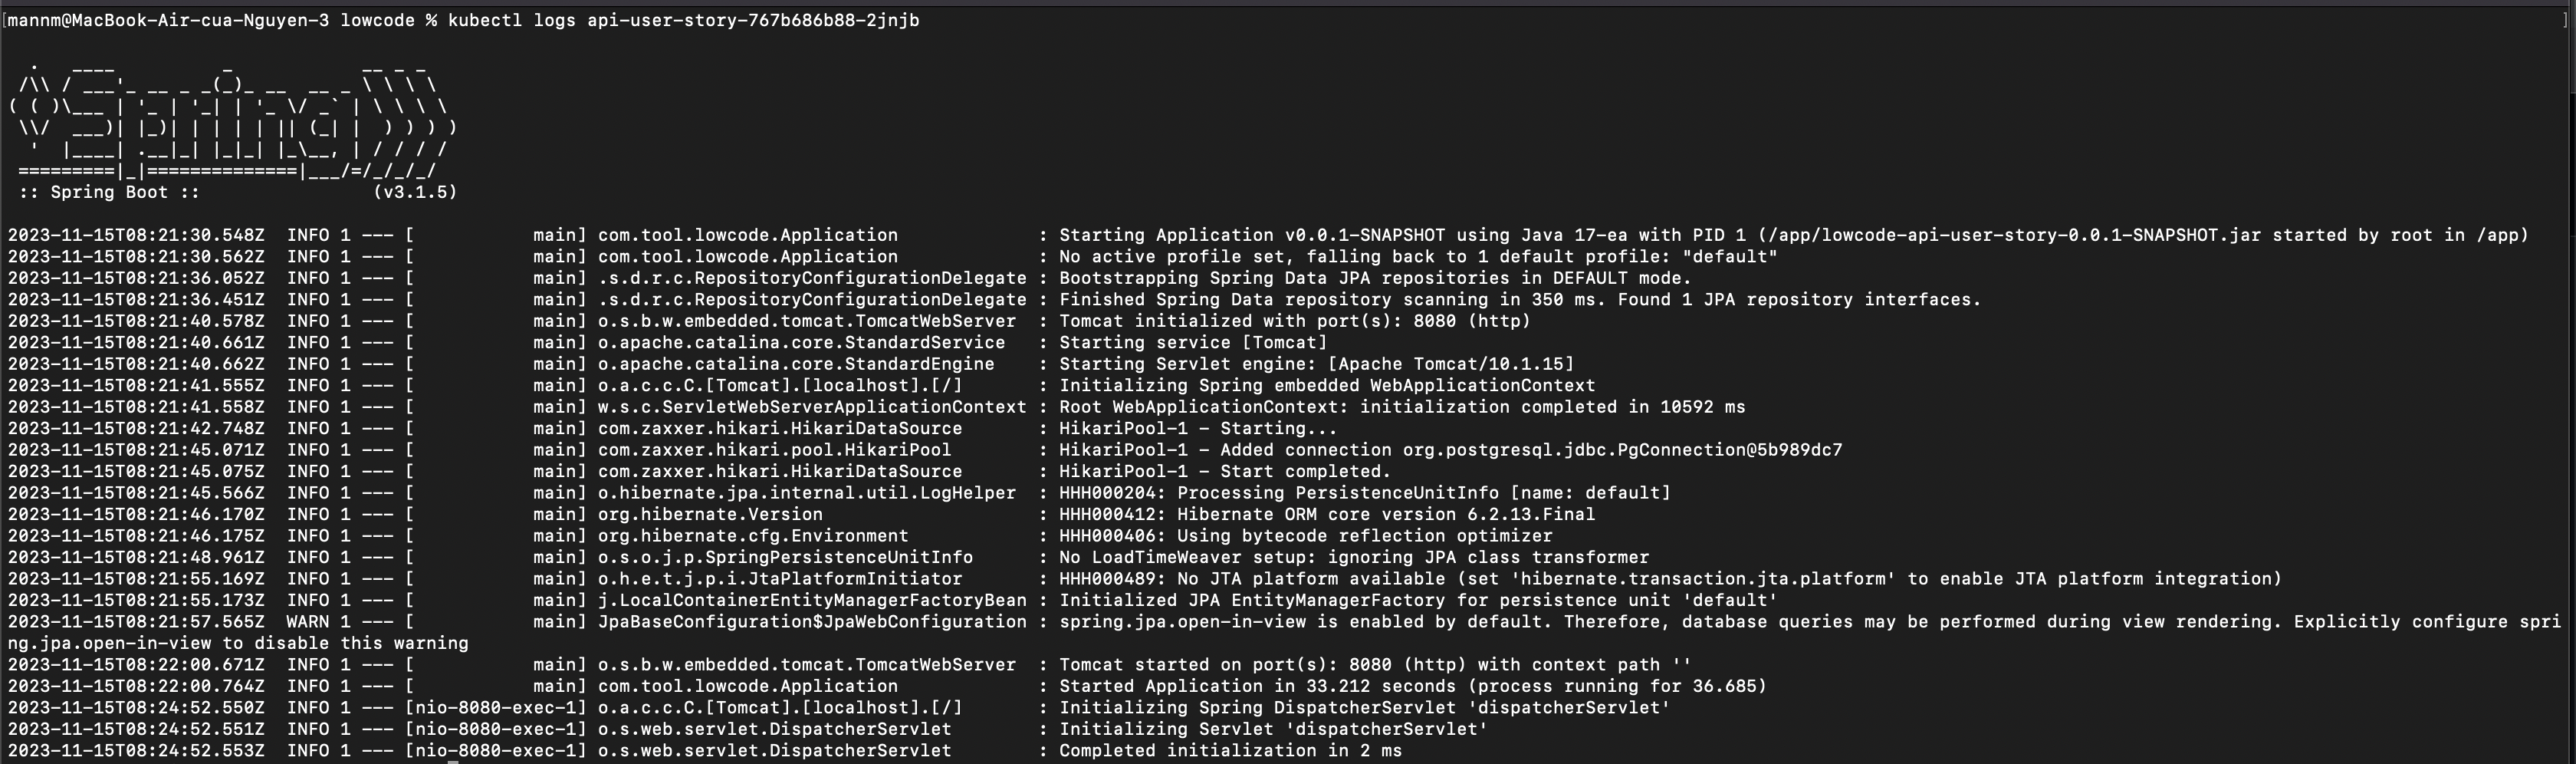 [mannm@MacBook-Air-cua-Nguyen-3 lowcode % kubectl logs api-user-story-767b686b88-2jnjb ]

  .   ____          _            __ _ _
 /\\ / ___'_ __ _ _(_)_ __  __ _ \ \ \ \
( ( )\___ | '_ | '_| | '_ \/ _` | \ \ \ \
 \\/  ___)| |_)| | | | | || (_| |  ) ) ) )
  '  |____| .__|_| |_|_| |_\__, | / / / /
 =========|_|==============|___/=/_/_/_/
 :: Spring Boot ::                (v3.1.5)

2023-11-15T08:21:30.548Z  INFO 1 --- [           main] com.tool.lowcode.Application             : Starting Application v0.0.1-SNAPSHOT using Java 17-ea with PID 1 (/app/lowcode-api-user-story-0.0.1-SNAPSHOT.jar started by root in /app)
2023-11-15T08:21:30.562Z  INFO 1 --- [           main] com.tool.lowcode.Application             : No active profile set, falling back to 1 default profile: "default"
2023-11-15T08:21:36.052Z  INFO 1 --- [           main] .s.d.r.c.RepositoryConfigurationDelegate : Bootstrapping Spring Data JPA repositories in DEFAULT mode.
2023-11-15T08:21:36.451Z  INFO 1 --- [           main] .s.d.r.c.RepositoryConfigurationDelegate : Finished Spring Data repository scanning in 350 ms. Found 1 JPA repository interfaces.
2023-11-15T08:21:40.578Z  INFO 1 --- [           main] o.s.b.w.embedded.tomcat.TomcatWebServer  : Tomcat initialized with port(s): 8080 (http)
2023-11-15T08:21:40.661Z  INFO 1 --- [           main] o.apache.catalina.core.StandardService   : Starting service [Tomcat]
2023-11-15T08:21:40.662Z  INFO 1 --- [           main] o.apache.catalina.core.StandardEngine    : Starting Servlet engine: [Apache Tomcat/10.1.15]
2023-11-15T08:21:41.555Z  INFO 1 --- [           main] o.a.c.c.C.[Tomcat].[localhost].[/]       : Initializing Spring embedded WebApplicationContext
2023-11-15T08:21:41.558Z  INFO 1 --- [           main] w.s.c.ServletWebServerApplicationContext : Root WebApplicationContext: initialization completed in 10592 ms
2023-11-15T08:21:42.748Z  INFO 1 --- [           main] com.zaxxer.hikari.HikariDataSource       : HikariPool-1 - Starting...
2023-11-15T08:21:45.071Z  INFO 1 --- [           main] com.zaxxer.hikari.pool.HikariPool        : HikariPool-1 - Added connection org.postgresql.jdbc.PgConnection@5b989dc7
2023-11-15T08:21:45.075Z  INFO 1 --- [           main] com.zaxxer.hikari.HikariDataSource       : HikariPool-1 - Start completed.
2023-11-15T08:21:45.566Z  INFO 1 --- [           main] o.hibernate.jpa.internal.util.LogHelper  : HHH000204: Processing PersistenceUnitInfo [name: default]
2023-11-15T08:21:46.170Z  INFO 1 --- [           main] org.hibernate.Version                    : HHH000412: Hibernate ORM core version 6.2.13.Final
2023-11-15T08:21:46.175Z  INFO 1 --- [           main] org.hibernate.cfg.Environment            : HHH000406: Using bytecode reflection optimizer
2023-11-15T08:21:48.961Z  INFO 1 --- [           main] o.s.o.j.p.SpringPersistenceUnitInfo      : No LoadTimeWeaver setup: ignoring JPA class transformer
2023-11-15T08:21:55.169Z  INFO 1 --- [           main] o.h.e.t.j.p.i.JtaPlatformInitiator       : HHH000489: No JTA platform available (set 'hibernate.transaction.jta.platform' to enable JTA platform integration)
2023-11-15T08:21:55.173Z  INFO 1 --- [           main] j.LocalContainerEntityManagerFactoryBean : Initialized JPA EntityManagerFactory for persistence unit 'default'
2023-11-15T08:21:57.565Z  WARN 1 --- [           main] JpaBaseConfiguration$JpaWebConfiguration : spring.jpa.open-in-view is enabled by default. Therefore, database queries may be performed during view rendering. Explicitly configure spri
ng.jpa.open-in-view to disable this warning
2023-11-15T08:22:00.671Z  INFO 1 --- [           main] o.s.b.w.embedded.tomcat.TomcatWebServer  : Tomcat started on port(s): 8080 (http) with context path ''
2023-11-15T08:22:00.764Z  INFO 1 --- [           main] com.tool.lowcode.Application             : Started Application in 33.212 seconds (process running for 36.685)
2023-11-15T08:24:52.550Z  INFO 1 --- [nio-8080-exec-1] o.a.c.c.C.[Tomcat].[localhost].[/]       : Initializing Spring DispatcherServlet 'dispatcherServlet'
2023-11-15T08:24:52.551Z  INFO 1 --- [nio-8080-exec-1] o.s.web.servlet.DispatcherServlet        : Initializing Servlet 'dispatcherServlet'
2023-11-15T08:24:52.553Z  INFO 1 --- [nio-8080-exec-1] o.s.web.servlet.DispatcherServlet        : Completed initialization in 2 ms